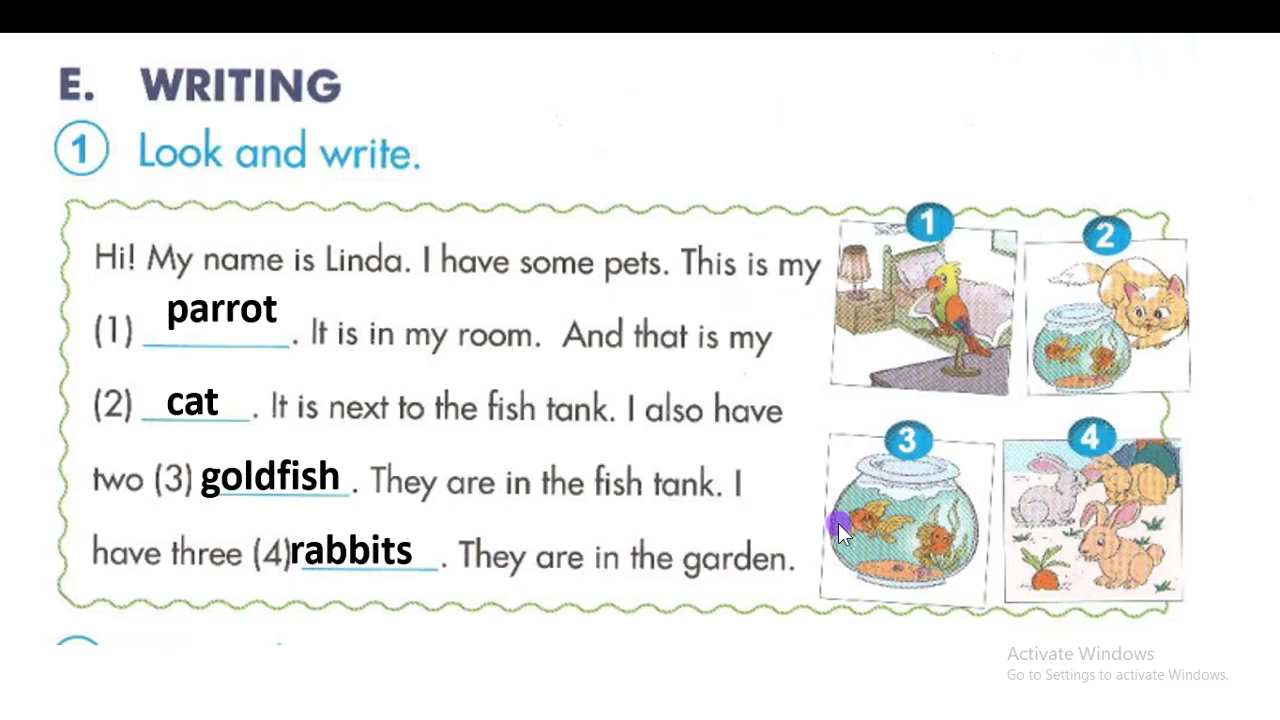 E. WRITING
1 Look and write.
Hi! My name is Linda. I have some pets. This is my
(1) parrot. It is in my room. And that is my
(2) cat. It is next to the fish tank. I also have
two (3) goldfish. They are in the fish tank. I
have three (4) rabbits. They are in the garden.
1
2
3
4
Activate Windows
Go to Settings to activate Windows.